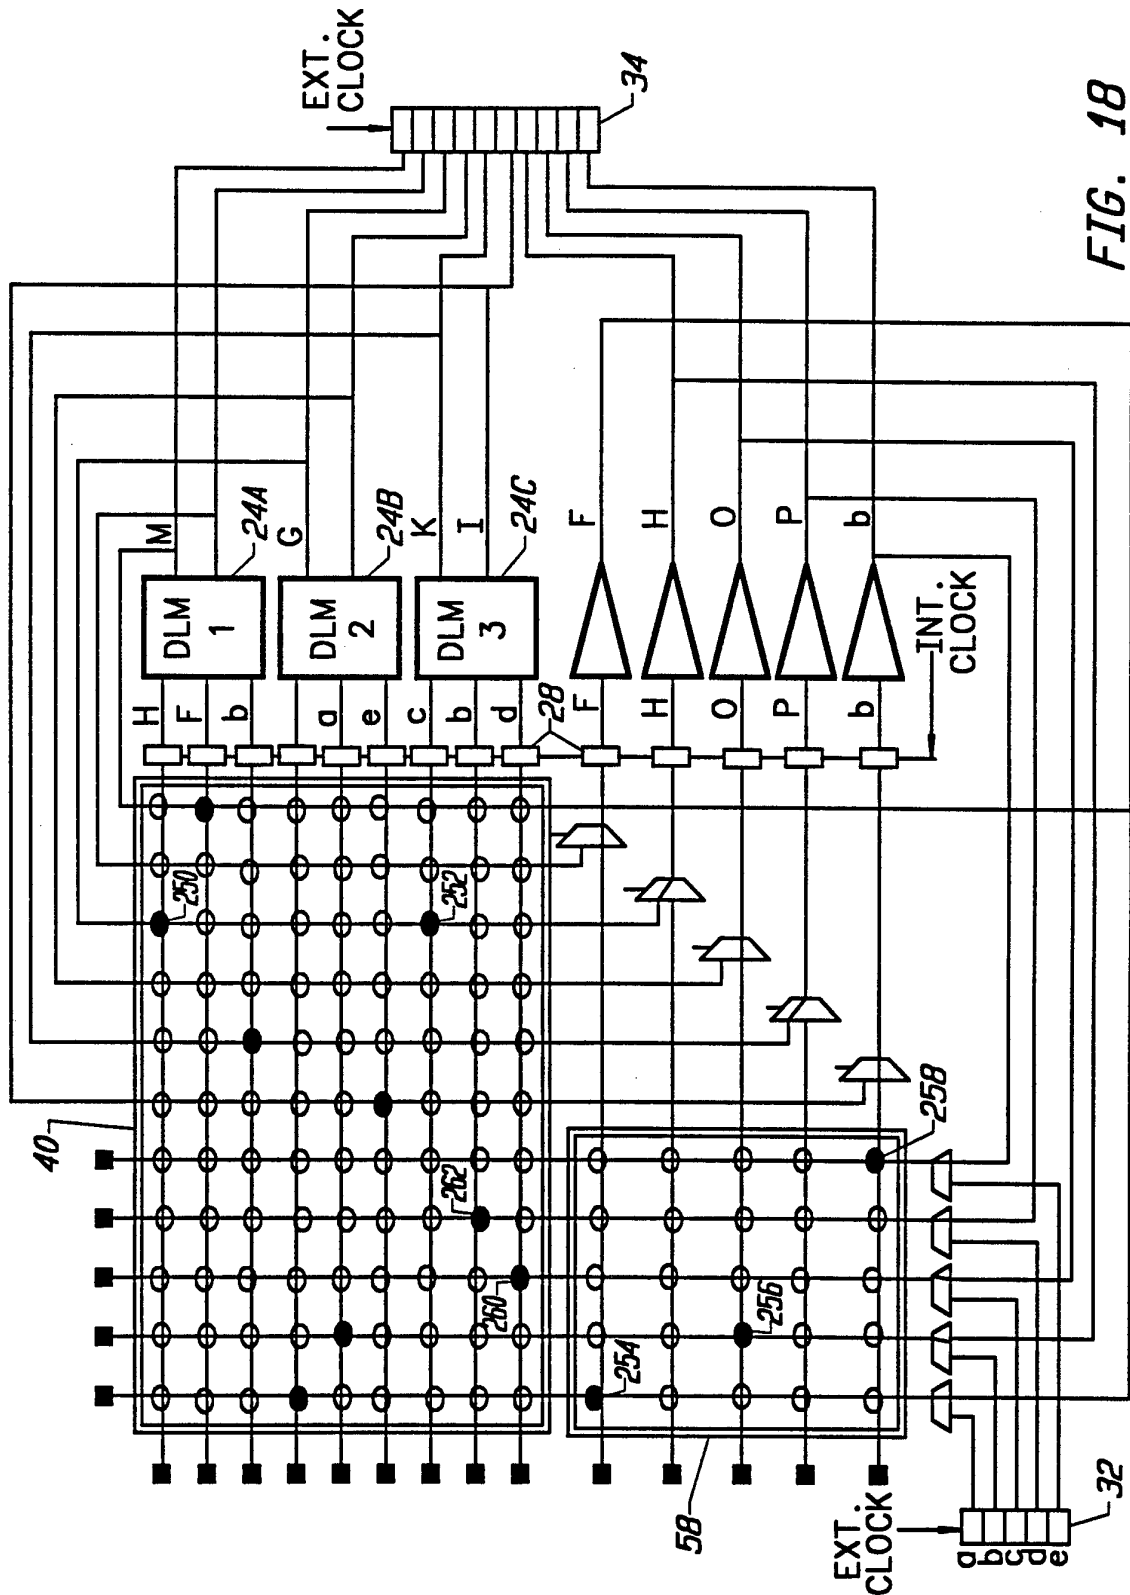 EXT.
CLOCK
34
FIG. 18
40
M
24A
G
24B
K
I
24C
DLM
1
DLM
2
DLM
3
H
F
b
a
e
c
b
d
28
250
252
262
260
F
H
O
P
b
F
H
O
P
b
INT.
CLOCK
254
256
258
58
EXT.
CLOCK
a
b
c
d
e
32